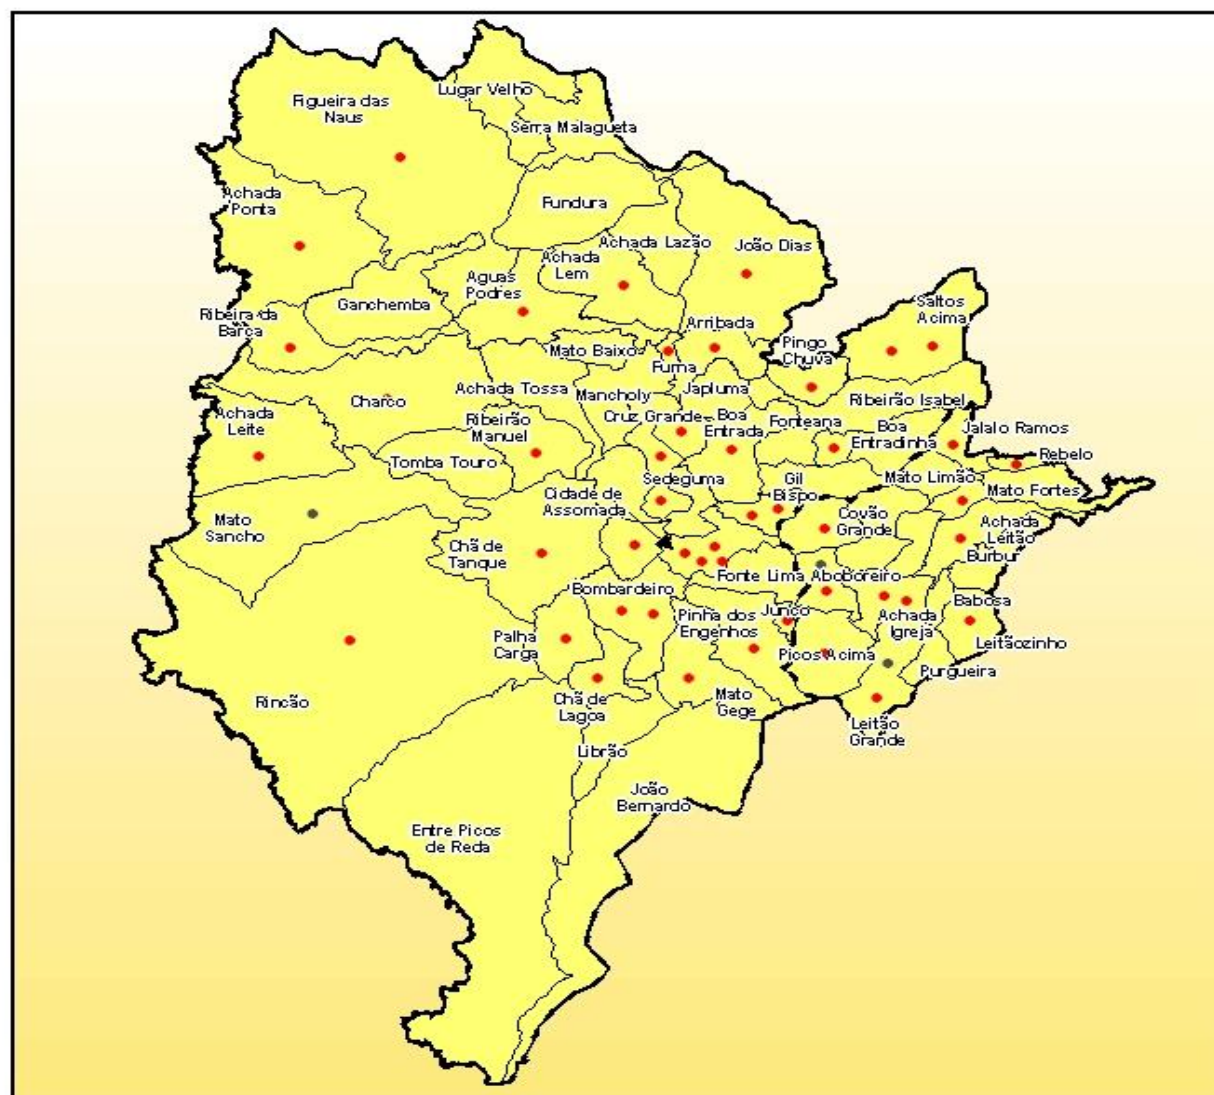 Lugar Velho
Figueira das
Naus
Serra Malagueta
Achada
Ponta
Fundura
Achada Lazão
João Dias
Achada
Lem
Aguas
Podres
Ganchemba
Saltos
Acima
Ribeira da
Barca
Arribada
Pingo
Chuva
Mato Baixo
Furna
Achada Tossa
Mancholy
Japluma
Charco
Ribeirão Isabel
Achada
Leite
Ribeirão
Manuel
Cruz Grande
Boa
Entrada
Fonteana
Boa
Entradinha
Jalalo Ramos
Rebelo
Tomba Touro
Sedeguma
Gil
Bispo
Mato Limão
Mato Fortes
Cidade de
Assomada
Covão
Grande
Mato
Sancho
Achada
Leitão
Chã de
Tanque
Burbur
Fonte Lima
Aboboreiro
Bombardeiro
Babosa
Pinha dos
Engenhos
Junco
Achada
Igreja
Palha
Carga
Leitãozinho
Picos Acima
Purgueira
Rincão
Chã de
Lagoa
Mato
Gege
Leitão
Grande
Librão
João
Bernardo
Entre Picos
de Reda